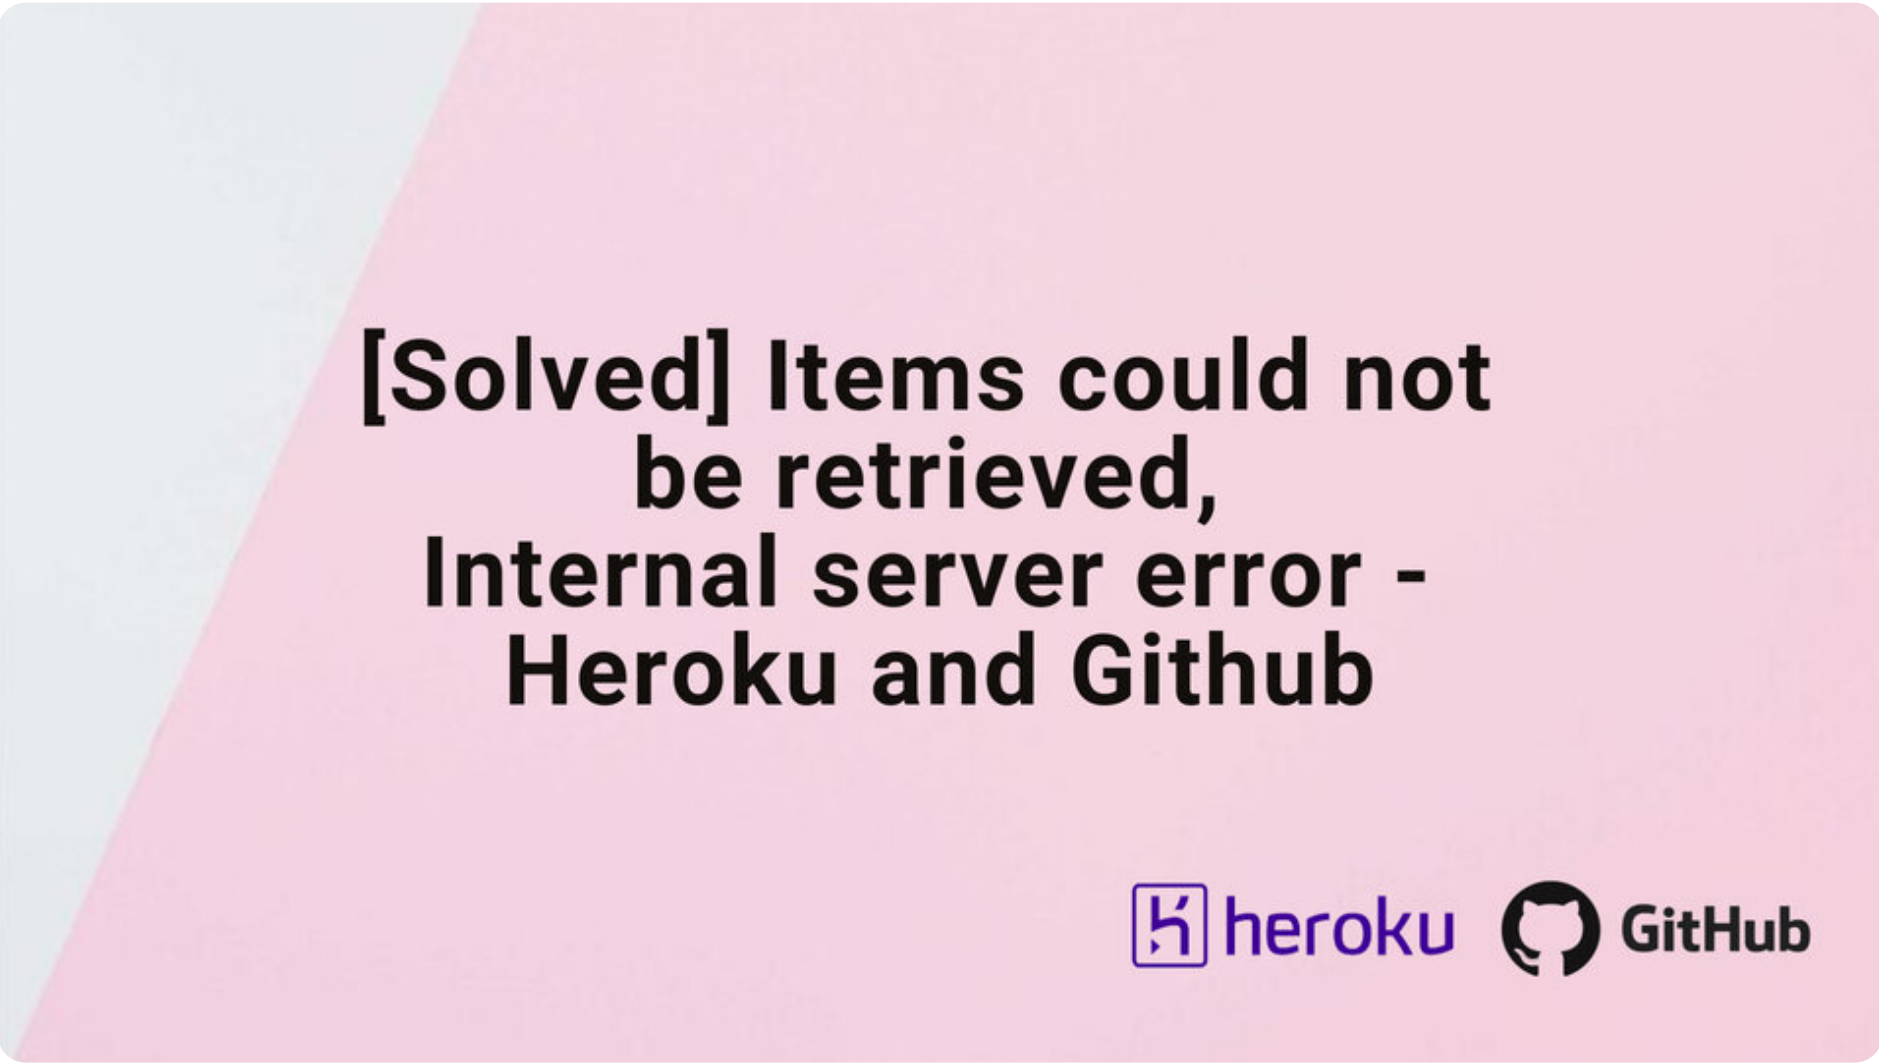 [Solved] Items could not
be retrieved,
Internal server error -
Heroku and Github
heroku
GitHub